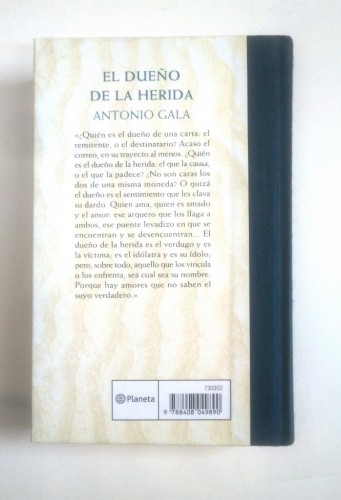 EL DUEÑO
DE LA HERIDA
ANTONIO GALA
«¿Quién es el dueño de una carta: el
remitente, o el destinatario? Acaso el
correo, en su trayecto al menos. ¿Quién
es el dueño de la herida: el que la causa,
o el que la padece? ¿No son caras los
dos de una misma moneda? O quizá
el dueño es el sentimiento que les clava
su dardo. Quien ama, quien es amado
y el amor: ese arquero que los llaga a
ambos, ese puente levadizo en que se
encuentran y se desencuentran... El
dueño de la herida es el verdugo y es
la víctima, es el idólatra y es su ídolo,
pero, sobre todo, aquello que los vincula
o los enfrenta, sea cual sea su nombre.
Porque hay amores que no saben el
suyo verdadero.»
Planeta
730302
9 788408 049890